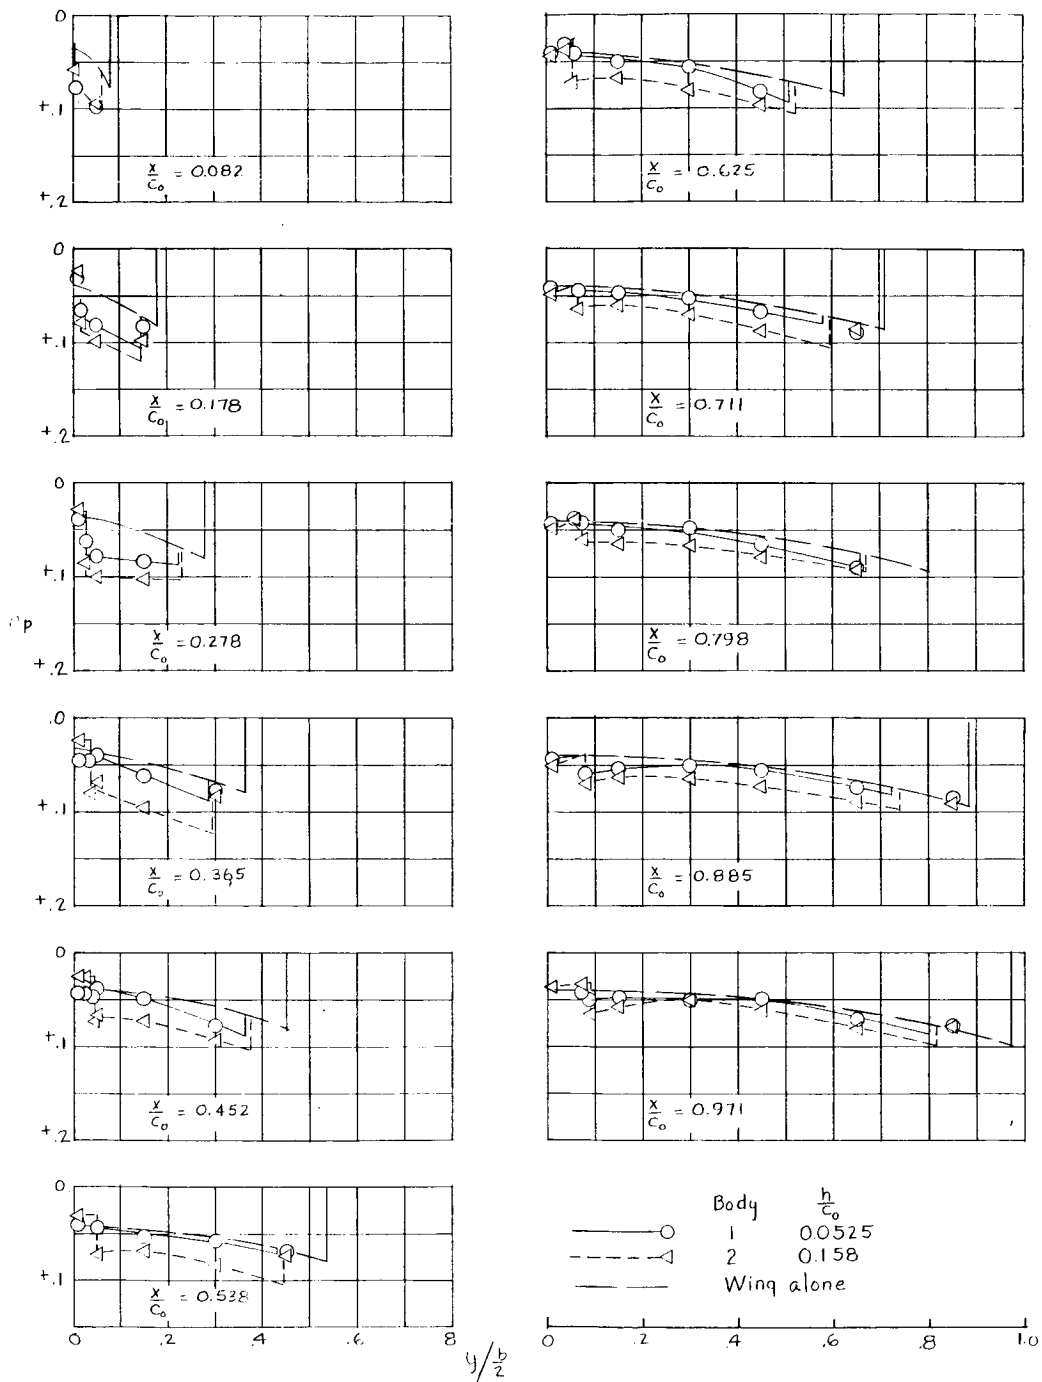 0
+.1
+.2
x/C₀ = 0.082
0
+.1
+.2
x/C₀ = 0.178
0
+.1
+.2
x/C₀ = 0.278
p
.0
+.1
+.2
x/C₀ = 0.365
0
+.1
+.2
x/C₀ = 0.452
0
+.1
x/C₀ = 0.538
0 .2 .4 .6 8
y/b/2
x/C₀ = 0.625
x/C₀ = 0.711
x/C₀ = 0.798
x/C₀ = 0.885
x/C₀ = 0.971
Body h/C₀
1 0.0525
2 0.158
Wing alone
0 .2 .4 .6 .8 1.0